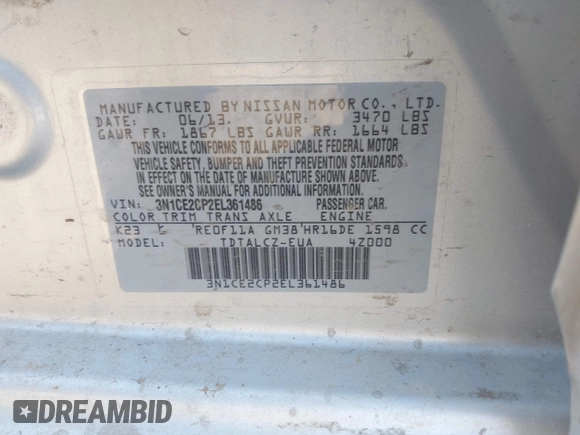 MANUFACTURED BY NISSAN MOTOR CO., LTD.
DATE: 06/13. GVWR: 3470 LBS
GAWR FR: 1867 LBS GAWR RR: 1664 LBS
THIS VEHICLE CONFORMS TO ALL APPLICABLE FEDERAL MOTOR
VEHICLE SAFETY, BUMPER AND THEFT PREVENTION STANDARDS
IN EFFECT ON THE DATE OF MANUFACTURE SHOWN ABOVE.
SEE OWNER'S MANUAL FOR ADDITIONAL INFORMATION.
VIN: 3N1CE2CP2EL361486 PASSENGER CAR.
COLOR TRIM TRANS AXLE ENGINE
K23 G RE0F11A GM38 HR16DE 1598 CC
MODEL: TDTALCZ-EUA 4Z000
3N1CE2CP2EL361486
DREAMBID